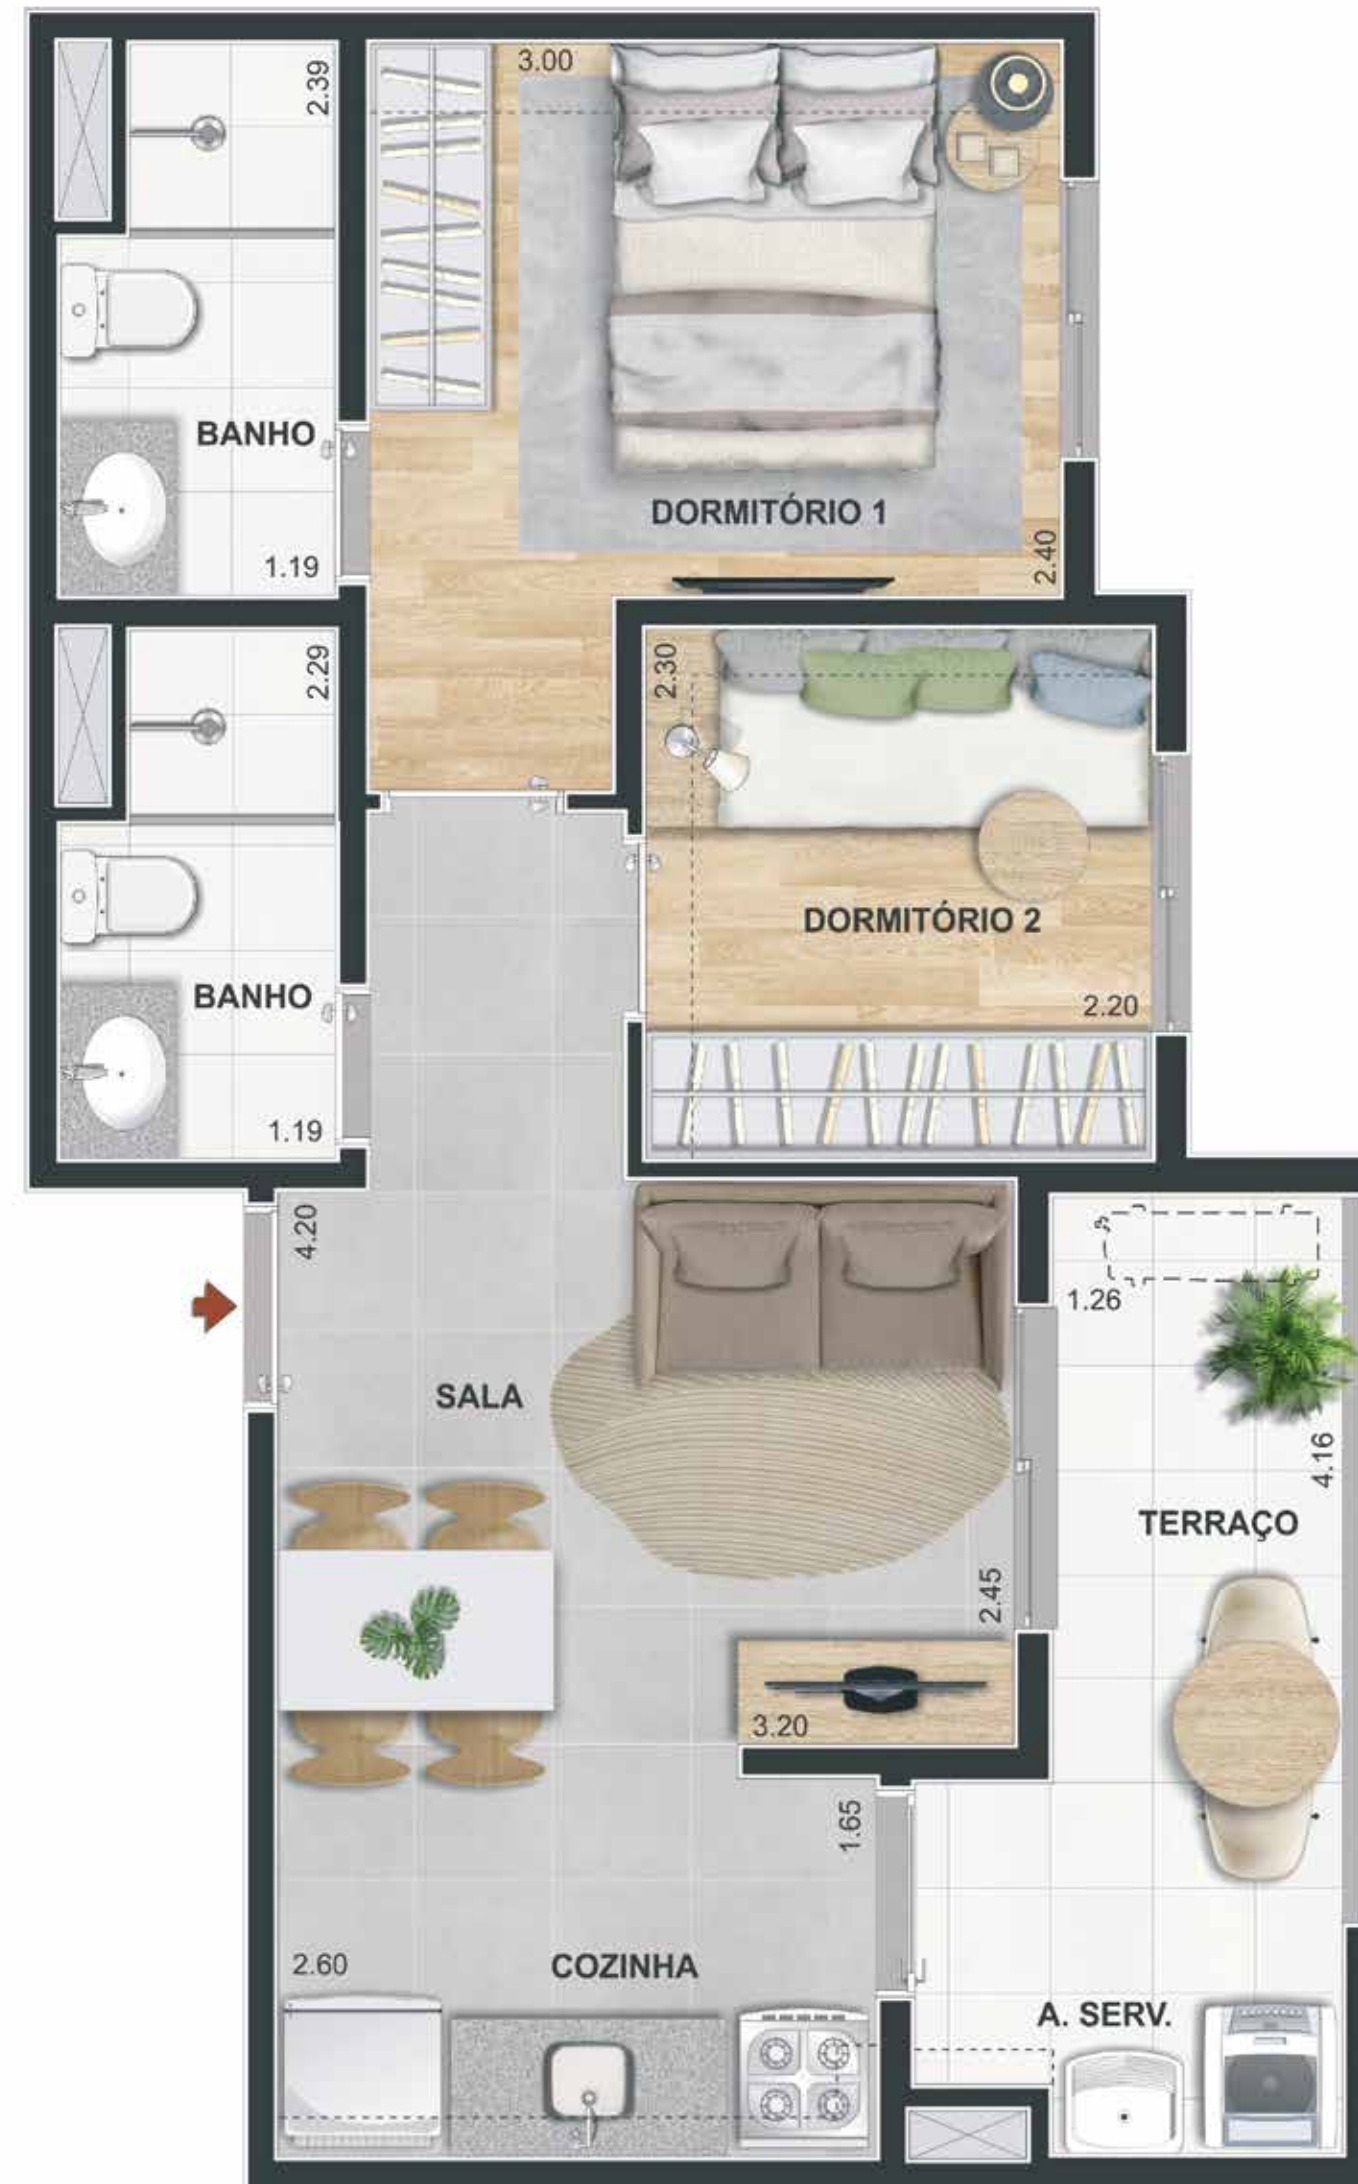 3.00
2.39
BANHO
1.19
DORMITÓRIO 1
2.40
2.29
2.30
DORMITÓRIO 2
BANHO
2.20
1.19
4.20
1.26
SALA
4.16
TERRAÇO
2.45
3.20
1.65
2.60
COZINHA
A. SERV.